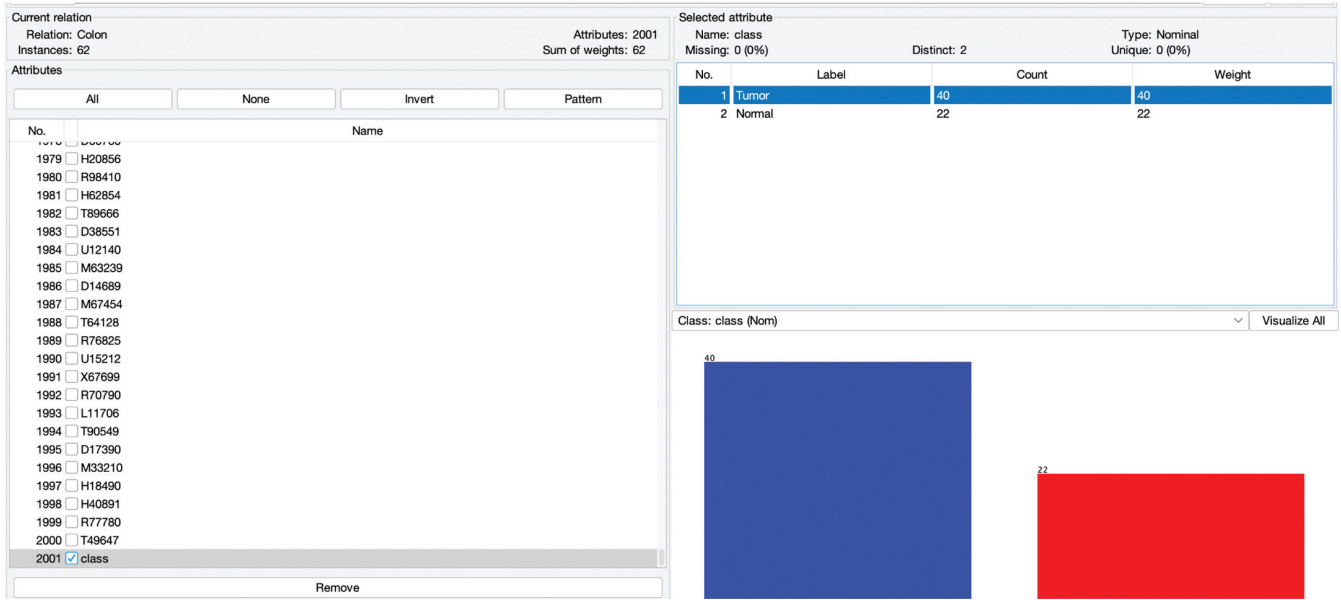 Current relation
Relation: Colon
Attributes: 2001
Instances: 62
Sum of weights: 62
Attributes
All
None
Invert
Pattern
No.
Name
1979 H20856
1980 R98410
1981 H62854
1982 T89666
1983 D38551
1984 U12140
1985 M63239
1986 D14689
1987 M67454
1988 T64128
1989 R76825
1990 U15212
1991 X67699
1992 R70790
1993 L11706
1994 T90549
1995 D17390
1996 M33210
1997 H18490
1998 H40891
1999 R77780
2000 T49647
2001 class
Remove
Selected attribute
Name: class
Type: Nominal
Missing: 0 (0%)
Distinct: 2
Unique: 0 (0%)
No. Label Count Weight
1 Tumor 40 40
2 Normal 22 22
Class: class (Nom)
Visualize All
40
22